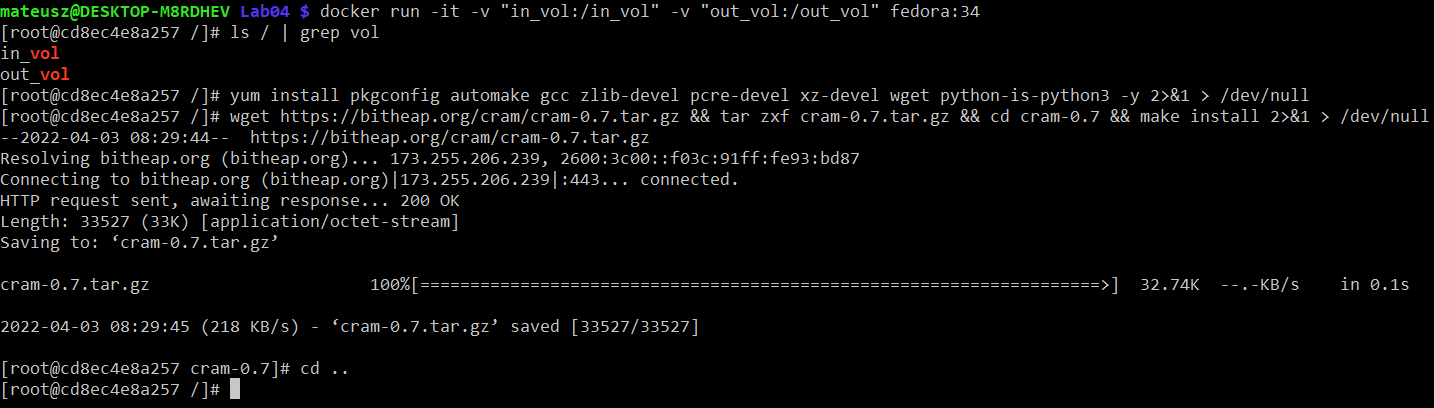 mateusz@DESKTOP-M8RDHEV Lab04 $ docker run -it -v "in_vol:/in_vol" -v "out_vol:/out_vol" fedora:34
[root@cd8ec4e8a257 /]# ls / | grep vol
in_vol
out_vol
[root@cd8ec4e8a257 /]# yum install pkgconfig automake gcc zlib-devel pcre-devel xz-devel wget python-is-python3 -y 2>&1 > /dev/null
[root@cd8ec4e8a257 /]# wget https://bitheap.org/cram/cram-0.7.tar.gz && tar zxf cram-0.7.tar.gz && cd cram-0.7 && make install 2>&1 > /dev/null
--2022-04-03 08:29:44--  https://bitheap.org/cram/cram-0.7.tar.gz
Resolving bitheap.org (bitheap.org)... 173.255.206.239, 2600:3c00::f03c:91ff:fe93:bd87
Connecting to bitheap.org (bitheap.org)|173.255.206.239|:443... connected.
HTTP request sent, awaiting response... 200 OK
Length: 33527 (33K) [application/octet-stream]
Saving to: ‘cram-0.7.tar.gz’
cram-0.7.tar.gz 100%[====================================================================>] 32.74K --.-KB/s in 0.1s
2022-04-03 08:29:45 (218 KB/s) - ‘cram-0.7.tar.gz’ saved [33527/33527]
[root@cd8ec4e8a257 cram-0.7]# cd ..
[root@cd8ec4e8a257 /]#